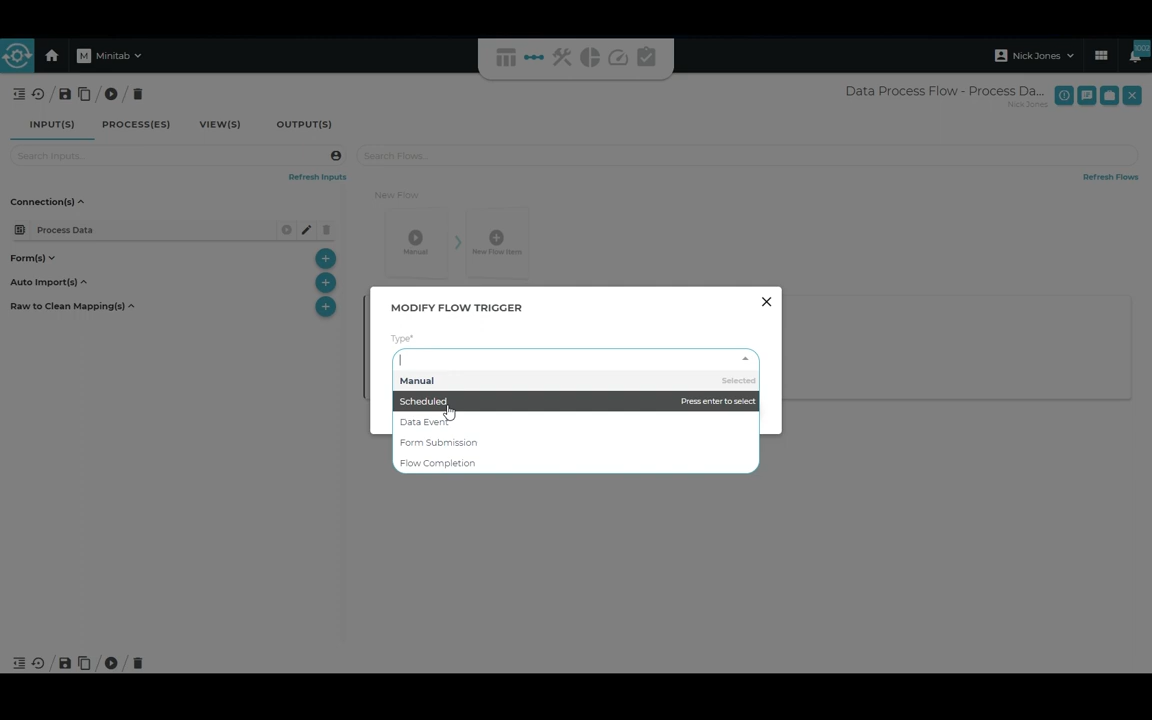 M Minitab
Nick Jones
1002
Data Process Flow - Process Da...
Nick Jones
INPUT(S) PROCESS(ES) VIEW(S) OUTPUT(S)
Search Inputs...
Search Flows...
Refresh Inputs
Refresh Flows
Connection(s)
New Flow
Process Data
Manual
New Flow Item
Form(s)
Auto Import(s)
Raw to Clean Mapping(s)
MODIFY FLOW TRIGGER
Type*
Manual Selected
Scheduled Press enter to select
Data Event
Form Submission
Flow Completion